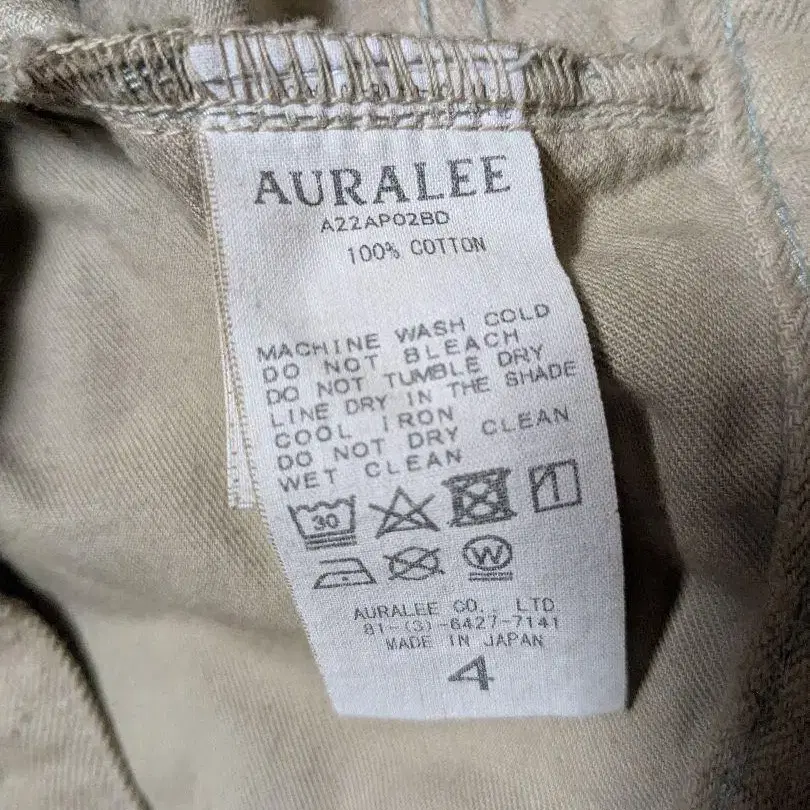 AURALEE
A22AP02BD
100% COTTON
MACHINE WASH COLD
DO NOT BLEACH
DO NOT TUMBLE DRY
LINE DRY IN THE SHADE
COOL IRON
DO NOT DRY CLEAN
WET CLEAN
30
W
AURALEE CO., LTD
81-(3)-6427-7141
MADE IN JAPAN
4